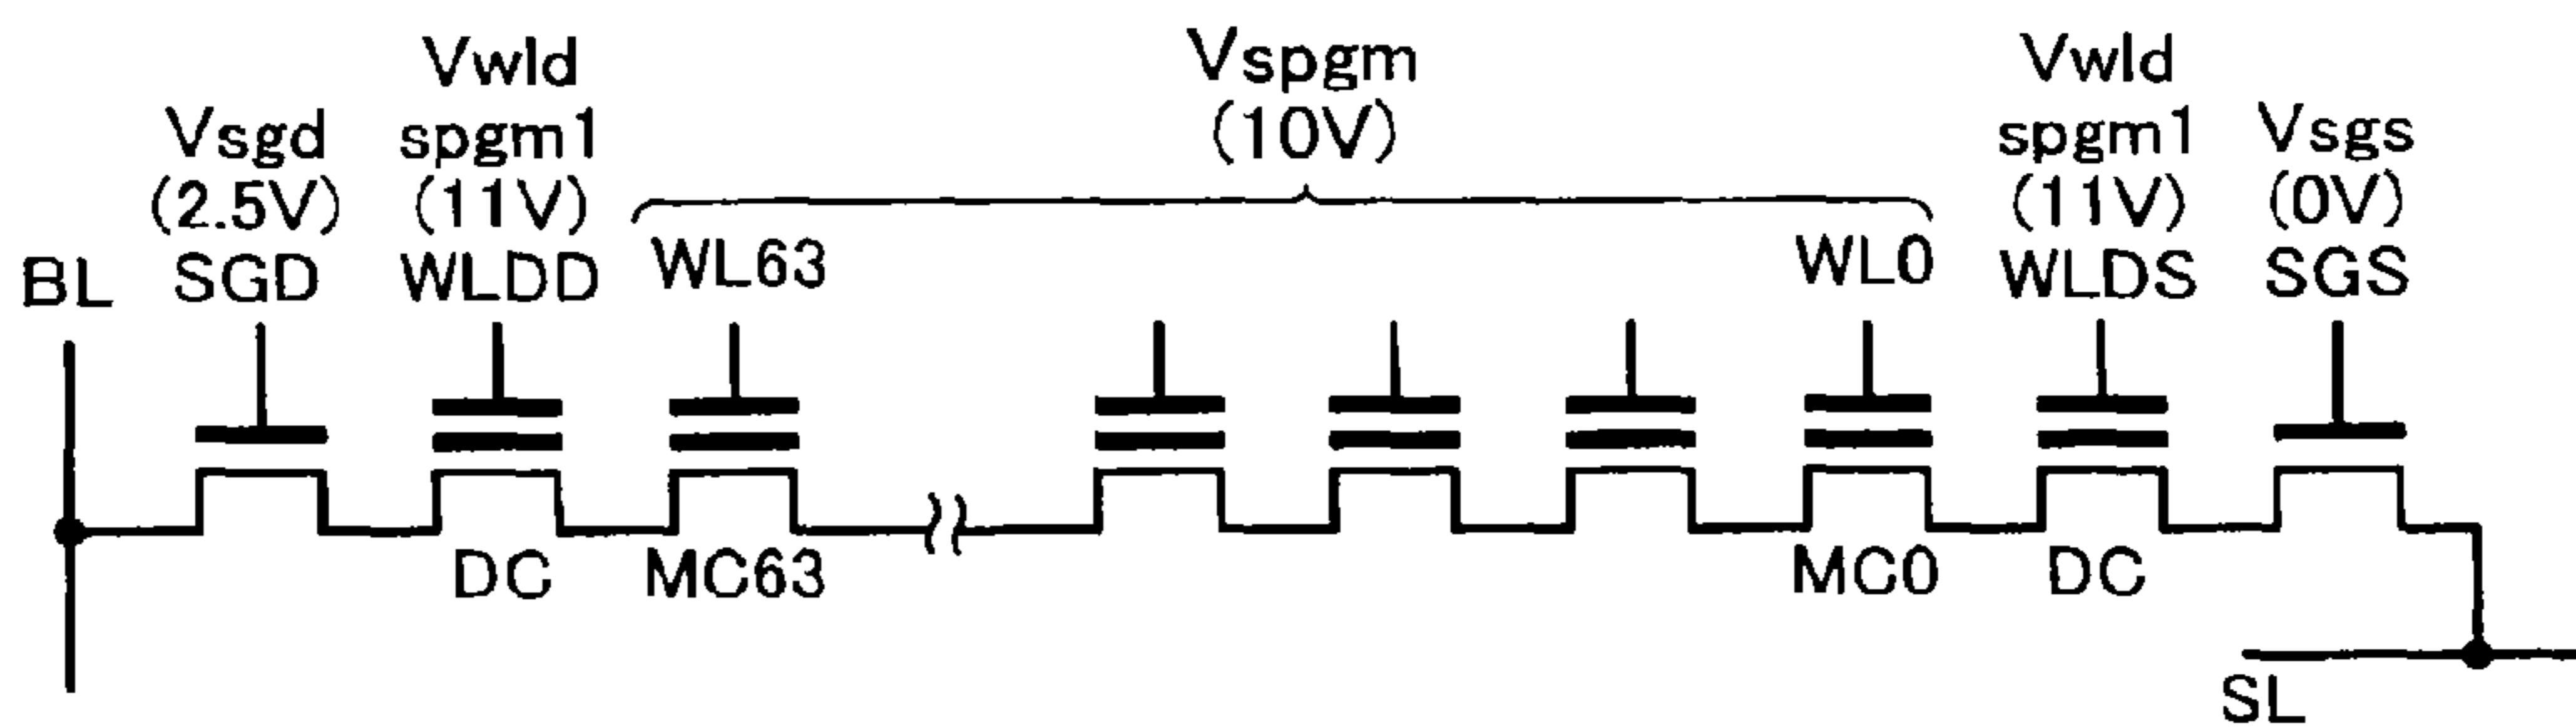 Vwld
Vspgm
Vwld
Vsgd
spgm1
(10V)
spgm1
Vsgs
(2.5V)
(11V)
(11V)
(0V)
BL
SGD
WLDD
WL63
WL0
WLDS
SGS
DC
MC63
MC0
DC
SL